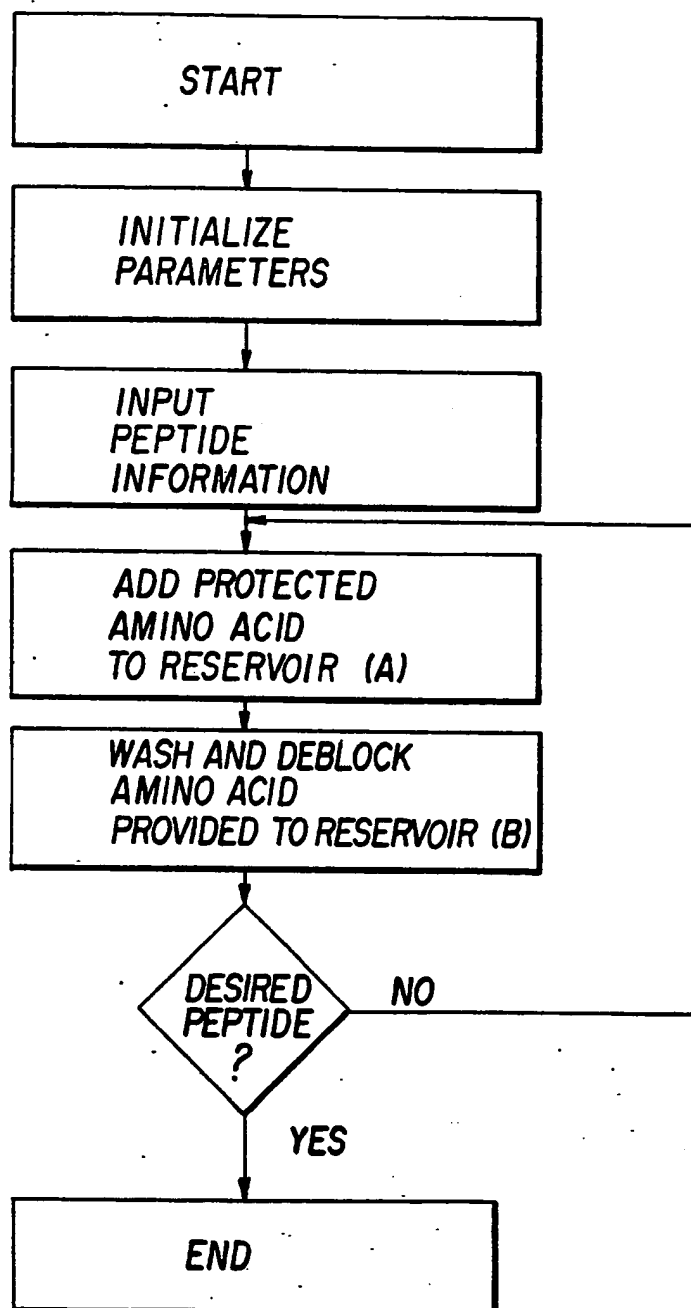 START
INITIALIZE
PARAMETERS
INPUT
PEPTIDE
INFORMATION
ADD PROTECTED
AMINO ACID
TO RESERVOIR (A)
WASH AND DEBLOCK
AMINO ACID
PROVIDED TO RESERVOIR (B)
DESIRED
PEPTIDE
?
NO
YES
END